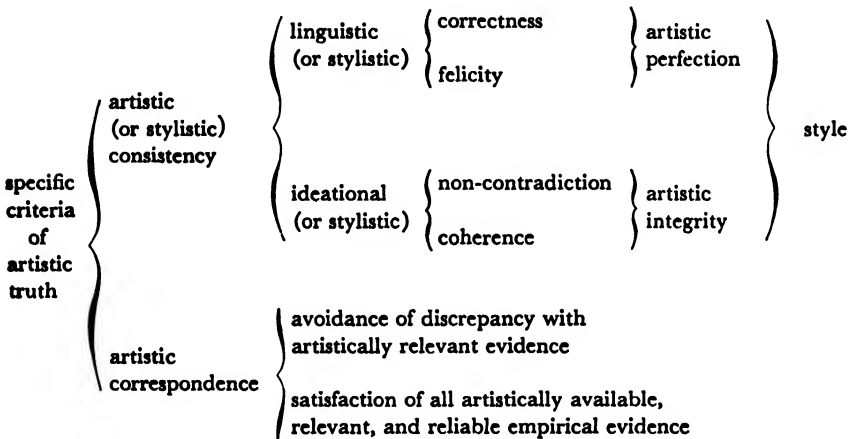 specific
criteria
of
artistic
truth
artistic
(or stylistic)
consistency
linguistic
(or stylistic)
correctness
felicity
artistic
perfection
ideational
(or stylistic)
non-contradiction
coherence
artistic
integrity
style
artistic
correspondence
avoidance of discrepancy with
artistically relevant evidence
satisfaction of all artistically available,
relevant, and reliable empirical evidence